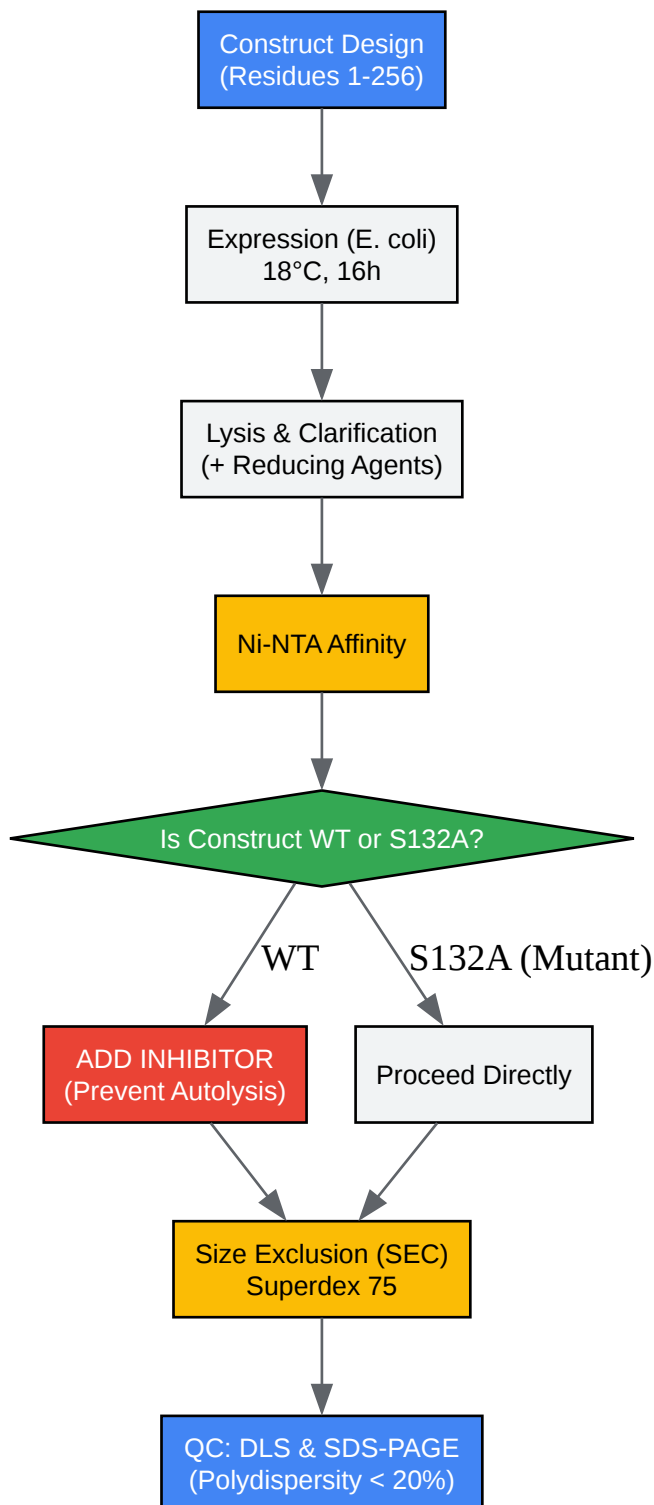 Construct Design
(Residues 1-256)
Expression (E. coli)
18°C, 16h
Lysis & Clarification
(+ Reducing Agents)
Ni-NTA Affinity
Is Construct WT or S132A?
WT
S132A (Mutant)
ADD INHIBITOR
(Prevent Autolysis)
Proceed Directly
Size Exclusion (SEC)
Superdex 75
QC: DLS & SDS-PAGE
(Polydispersity < 20%)